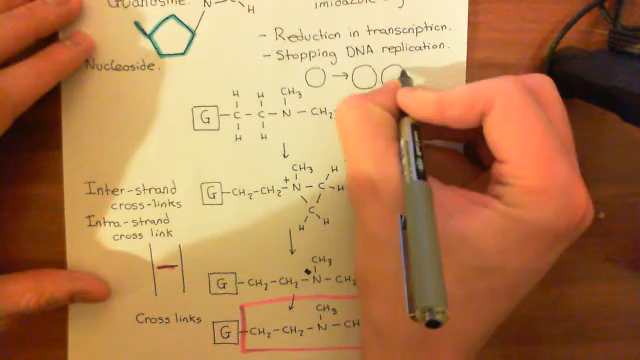 Guanosine.
N
H
imidazole
- Reduction in transcription.
- Stopping DNA replication.
Nucleoside.
H H CH₃
G - C - C - N - CH₂
H H
CH₃ H
G - CH₂ - CH₂ - N⁺ - C - H
C
H H
Inter-strand
cross-links
Intra-strand
cross link
CH₃
G - CH₂ - CH₂ - N - CH₂
Cross links
CH₃
G - CH₂ - CH₂ - N - CH